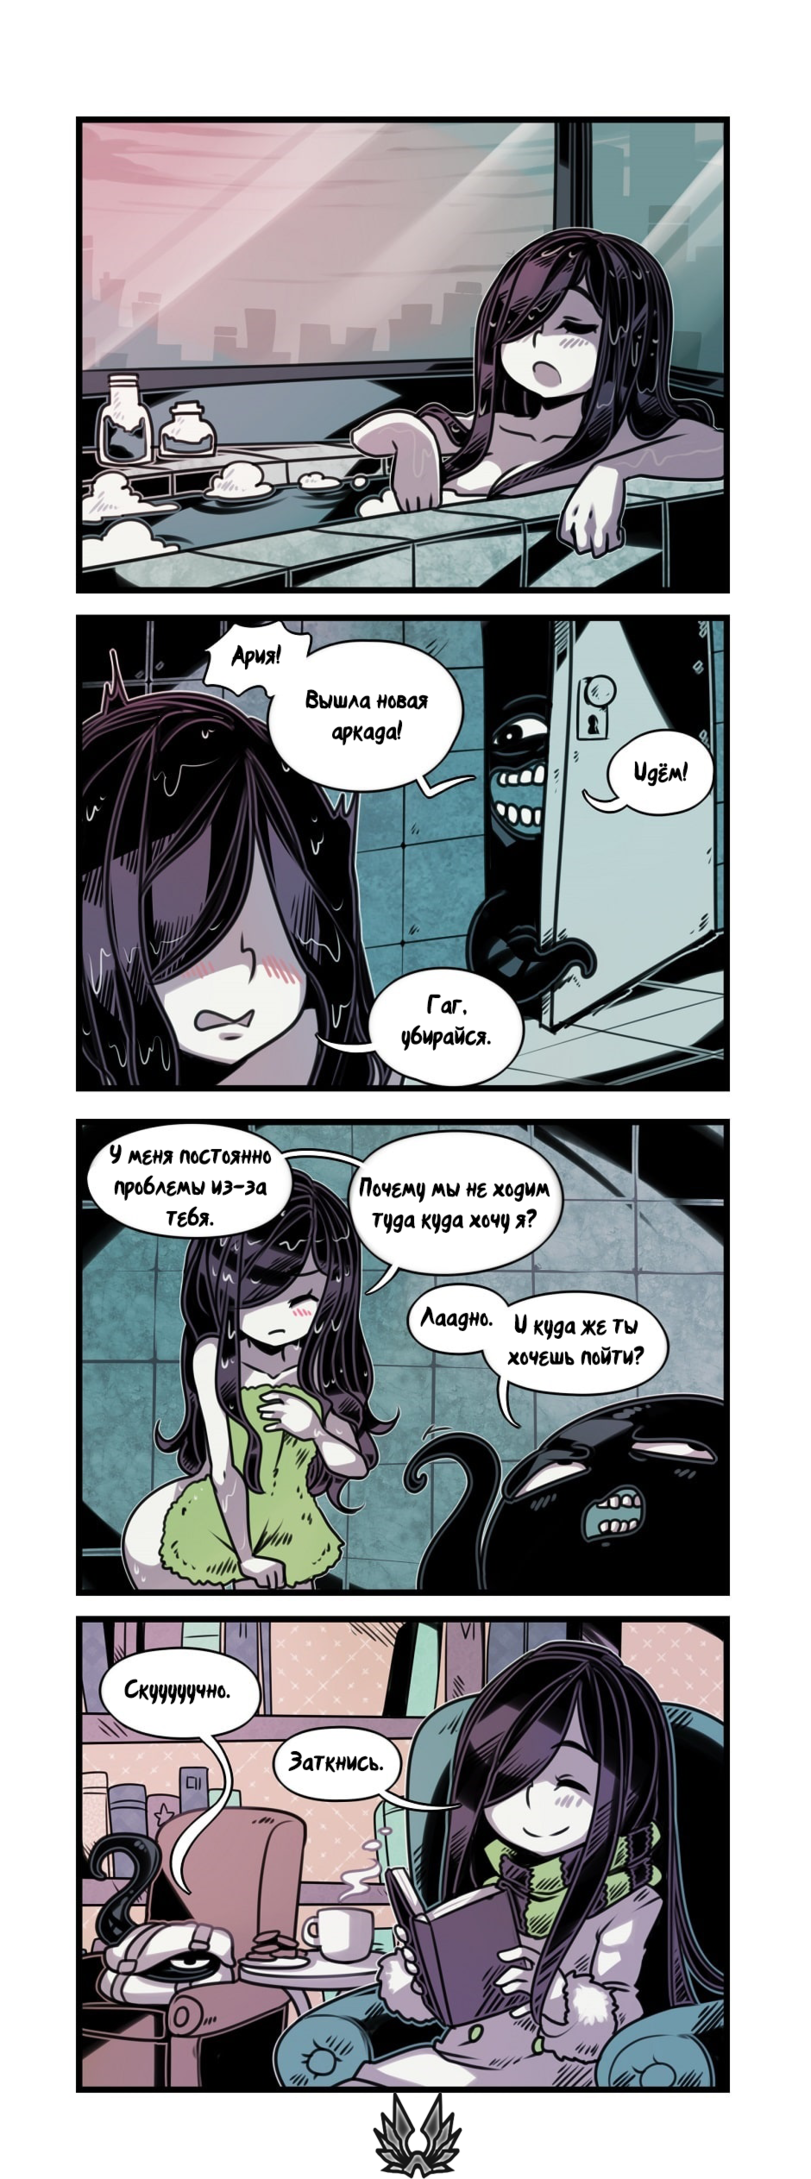 Ария!
Вышла новая
аркада!
Идём!
Гаг,
убирайся.
У меня постоянно
проблемы из-за
тебя.
Почему мы не ходим
туда куда хочу я?
Лаадно.
И куда же ты
хочешь пойти?
Скууууучно.
Заткнись.